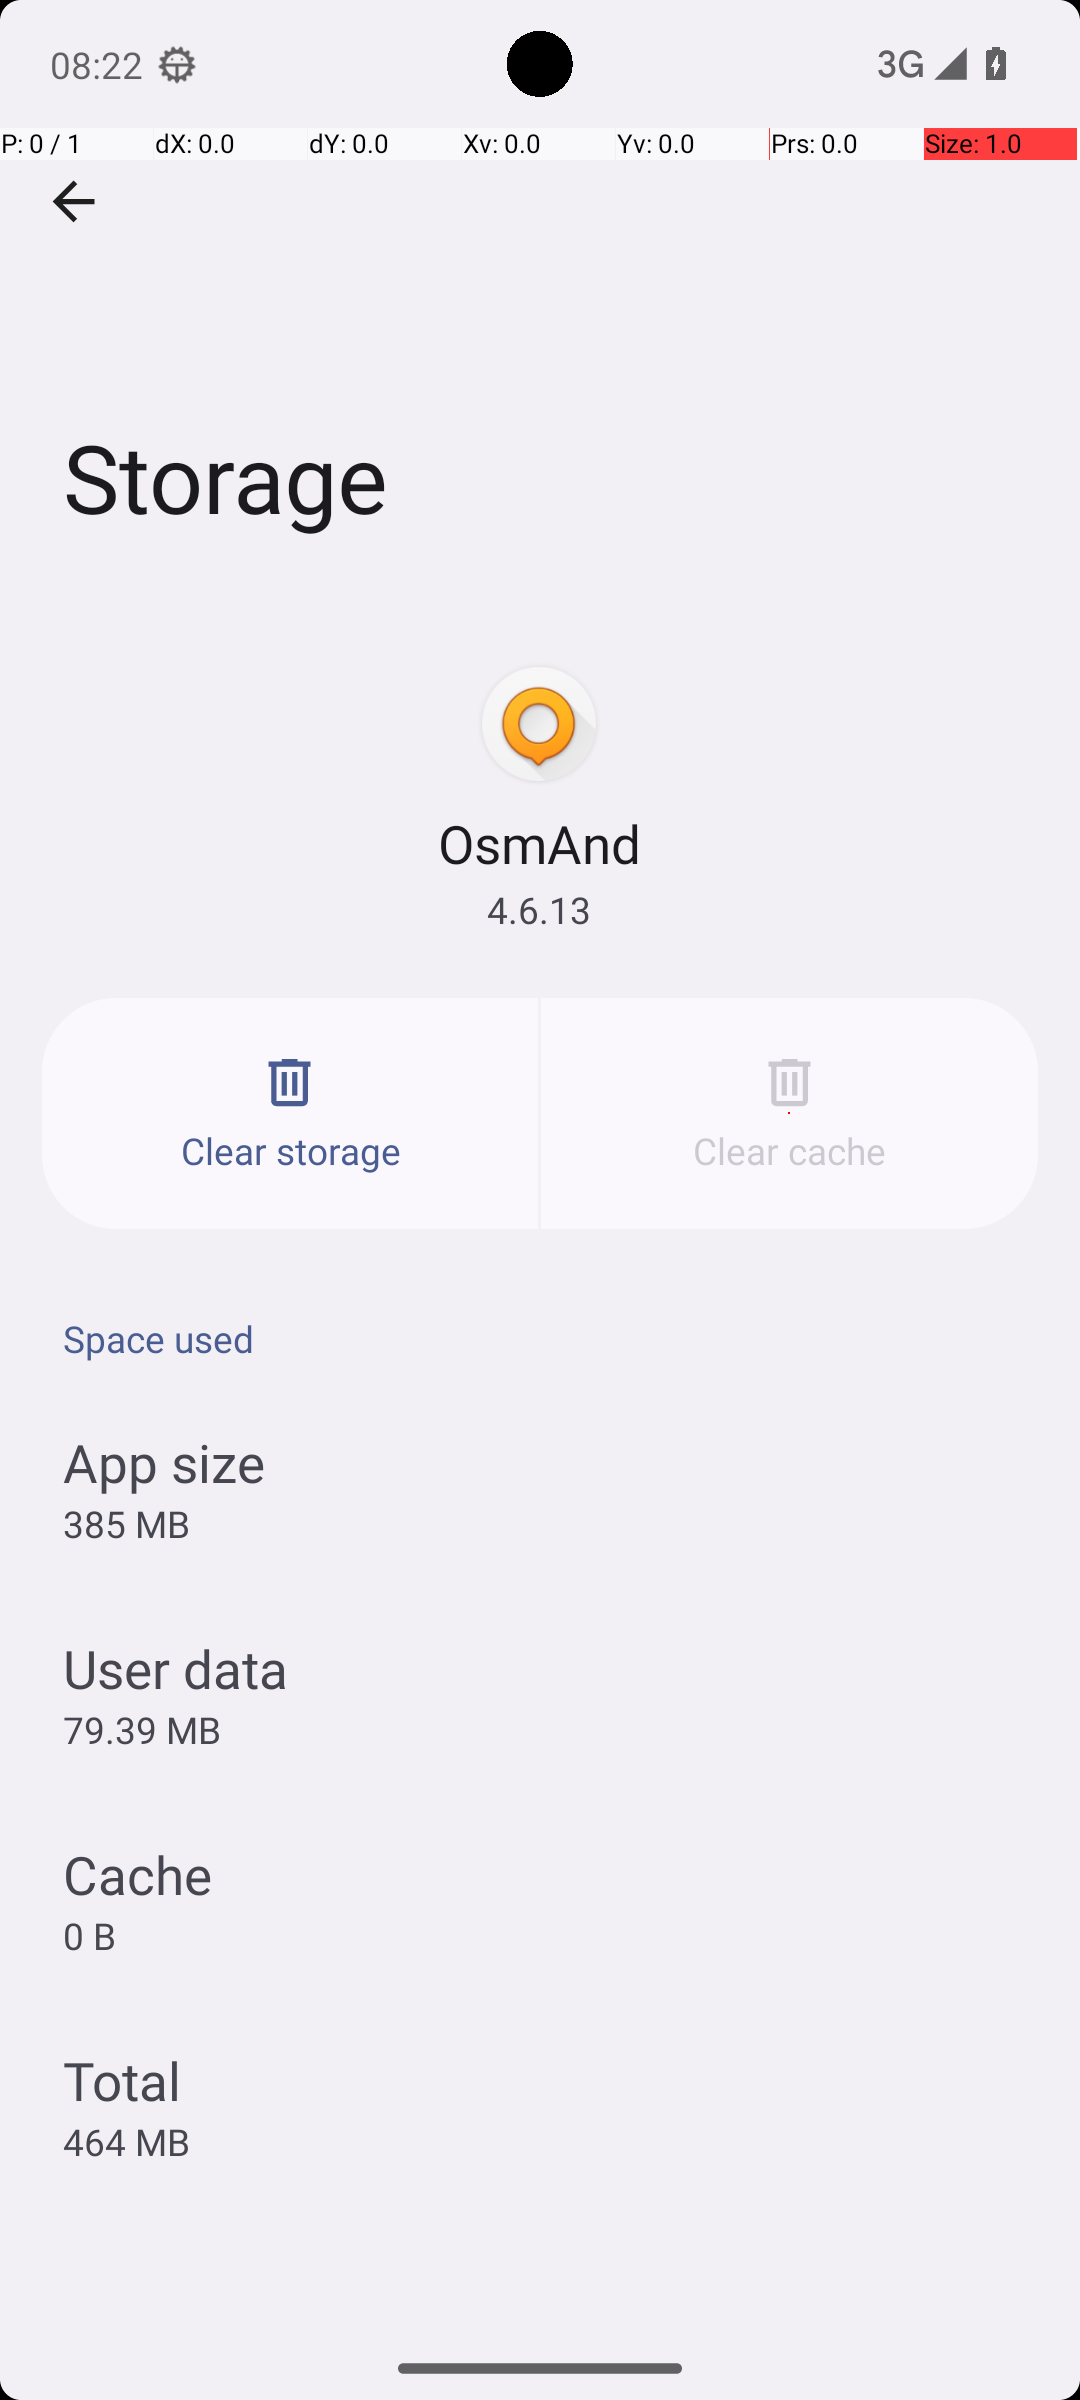 08:22
3G
P: 0 / 1
dX: 0.0
dY: 0.0
Xv: 0.0
Yv: 0.0
Prs: 0.0
Size: 1.0
Storage
OsmAnd
4.6.13
Clear storage
Clear cache
Space used
App size
385 MB
User data
79.39 MB
Cache
0 B
Total
464 MB